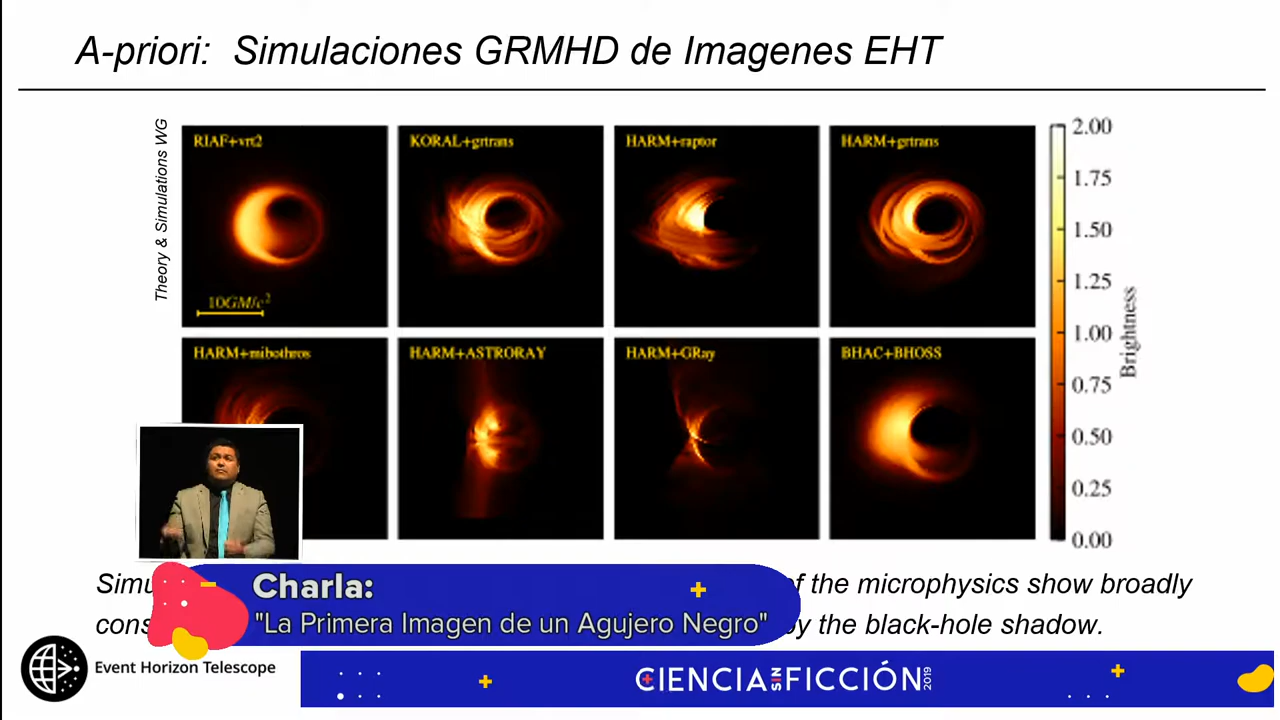 A-priori: Simulaciones GRMHD de Imagenes EHT
Theory & Simulations WG
RIAF+vrt2
KORAL+grtrans
HARM+raptor
HARM+grtrans
10GM/c²
HARM+mibothros
HARM+ASTRORAY
HARM+GRay
BHAC+BHOSS
2.00
1.75
1.50
1.25
1.00
0.75
0.50
0.25
0.00
Brightness
of the microphysics show broadly
by the black-hole shadow.
Charla:
"La Primera Imagen de un Agujero Negro"
Event Horizon Telescope
CIENCIA SIN FICCIÓN 2019